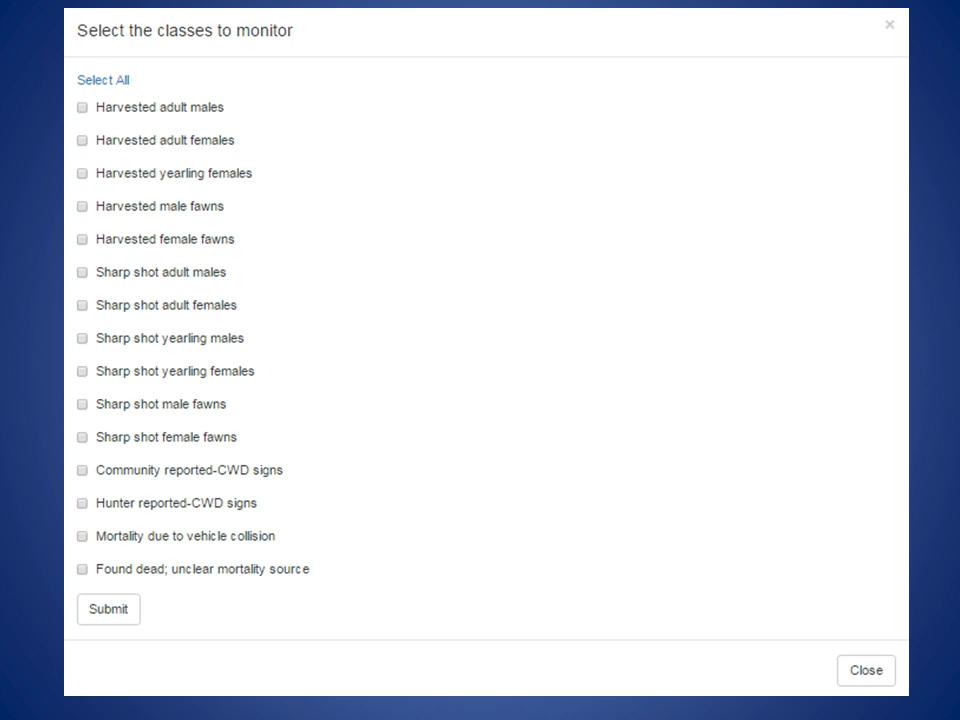 Select the classes to monitor
×
Select All
Harvested adult males
Harvested adult females
Harvested yearling females
Harvested male fawns
Harvested female fawns
Sharp shot adult males
Sharp shot adult females
Sharp shot yearling males
Sharp shot yearling females
Sharp shot male fawns
Sharp shot female fawns
Community reported-CWD signs
Hunter reported-CWD signs
Mortality due to vehicle collision
Found dead; unclear mortality source
Submit
Close